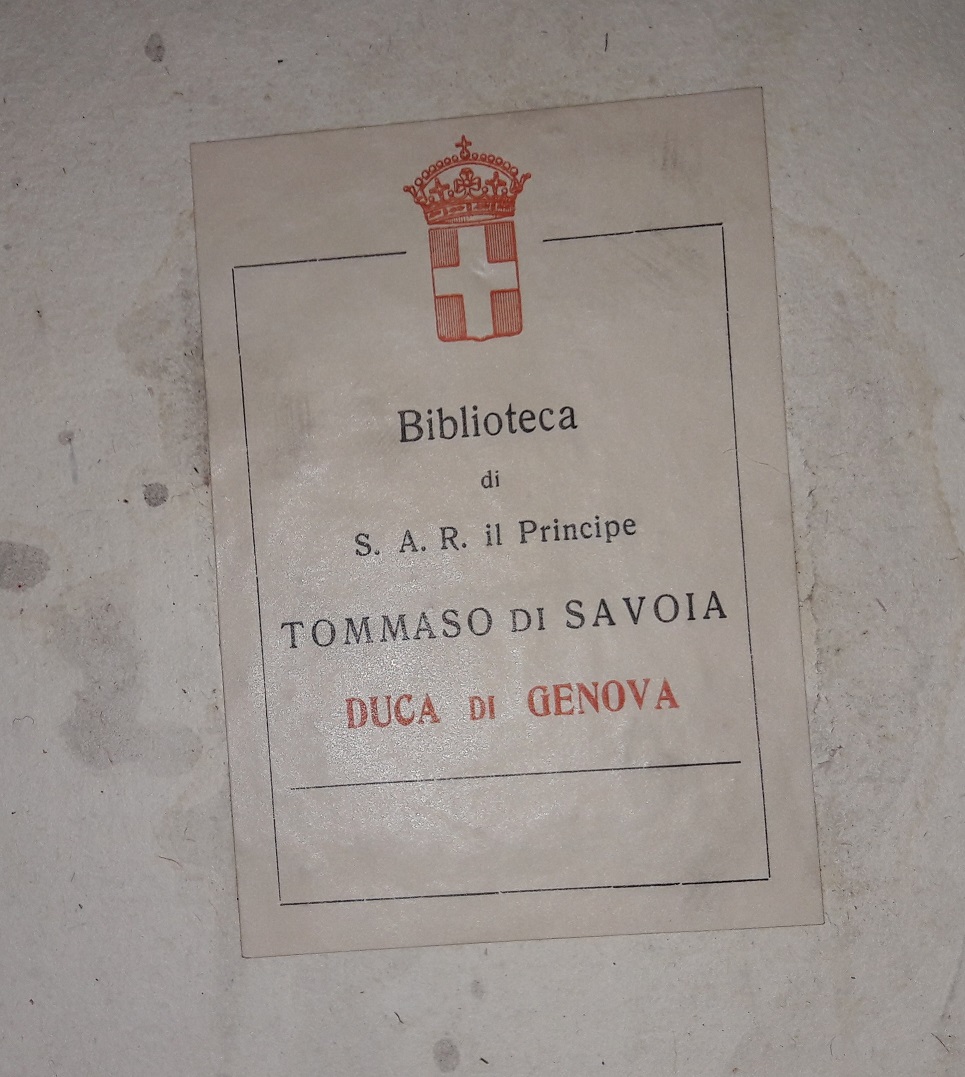 Biblioteca
di
S. A. R. il Principe
TOMMASO DI SAVOIA
DUCA DI GENOVA